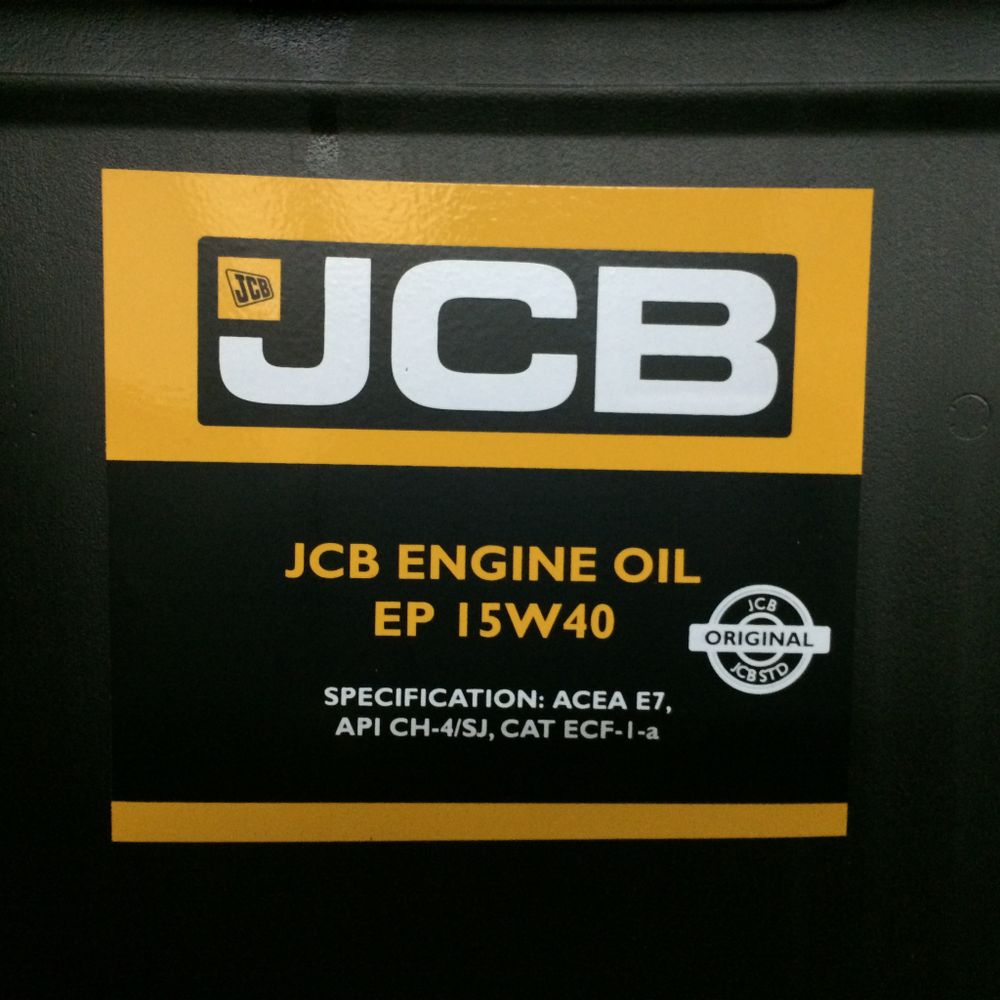 JCB
JCB
JCB ENGINE OIL
EP 15W40
JCB
ORIGINAL
JCB STD
SPECIFICATION: ACEA E7,
API CH-4/SJ, CAT ECF-1-a